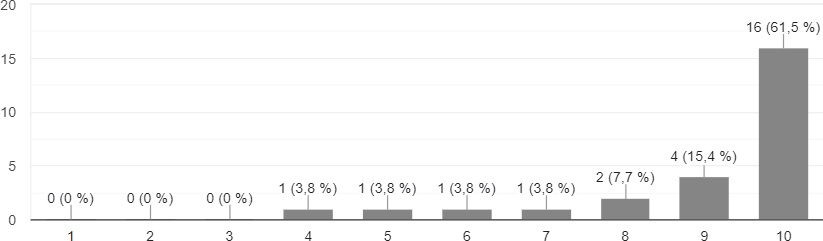 20
16 (61,5 %)
15
10
4 (15,4 %)
5
2 (7,7 %)
1 (3,8 %)
1 (3,8 %)
1 (3,8 %)
1 (3,8 %)
0 (0 %)
0 (0 %)
0 (0 %)
0
1 2 3 4 5 6 7 8 9 10